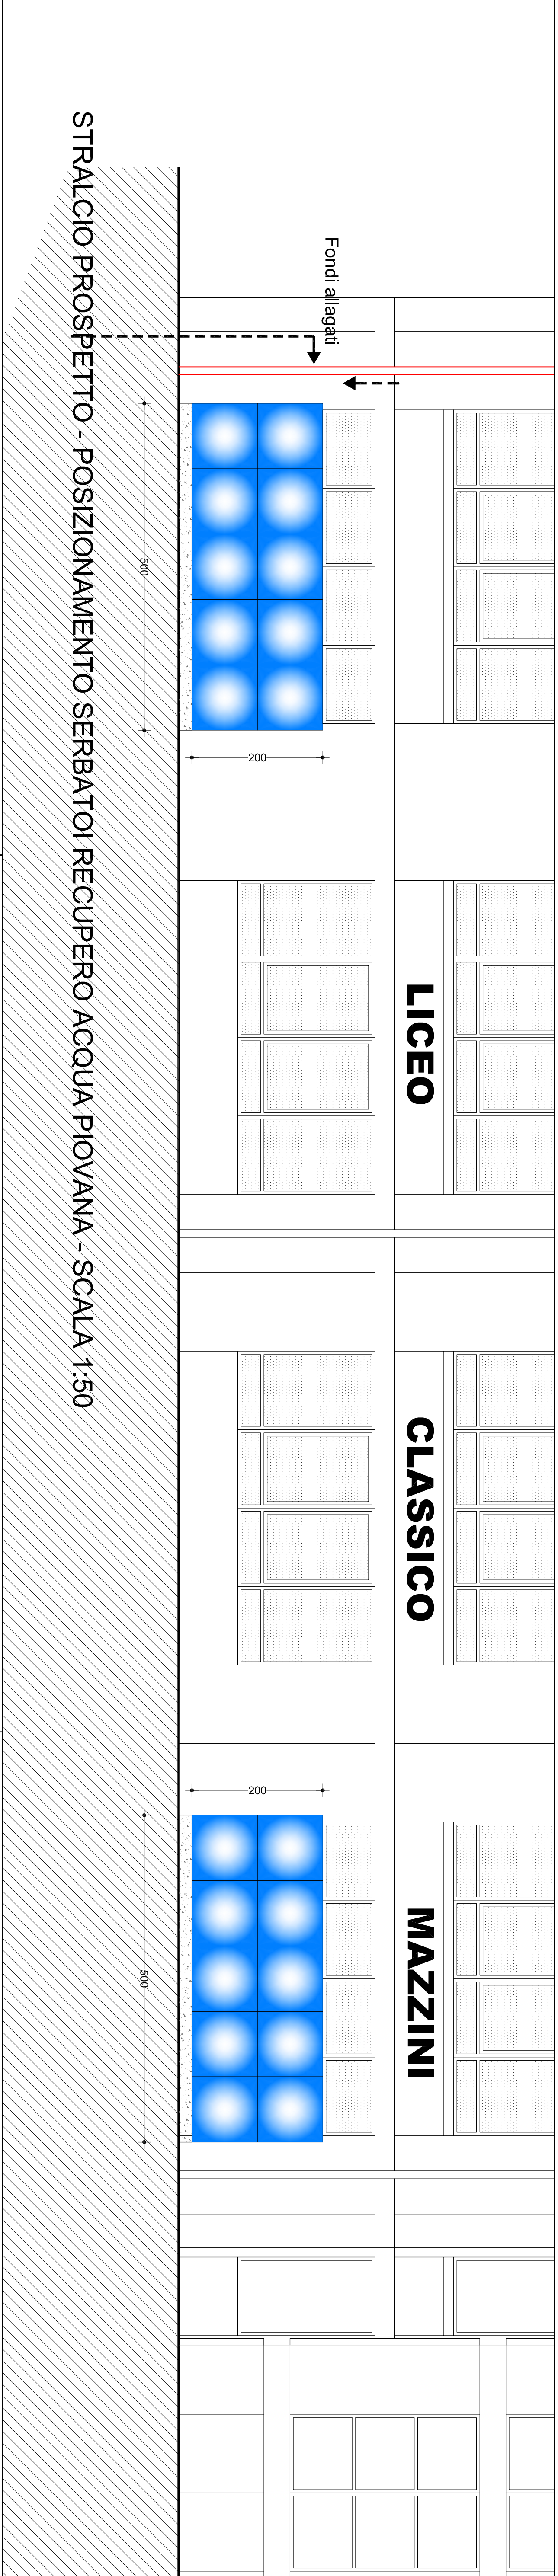 Fondi allagati
LICEO
CLASSICO
MAZZINI
200
200
500
500
STRALCIO PROSPETTO - POSIZIONAMENTO SERBATOI RECUPERO ACQUA PIOVANA - SCALA 1:50